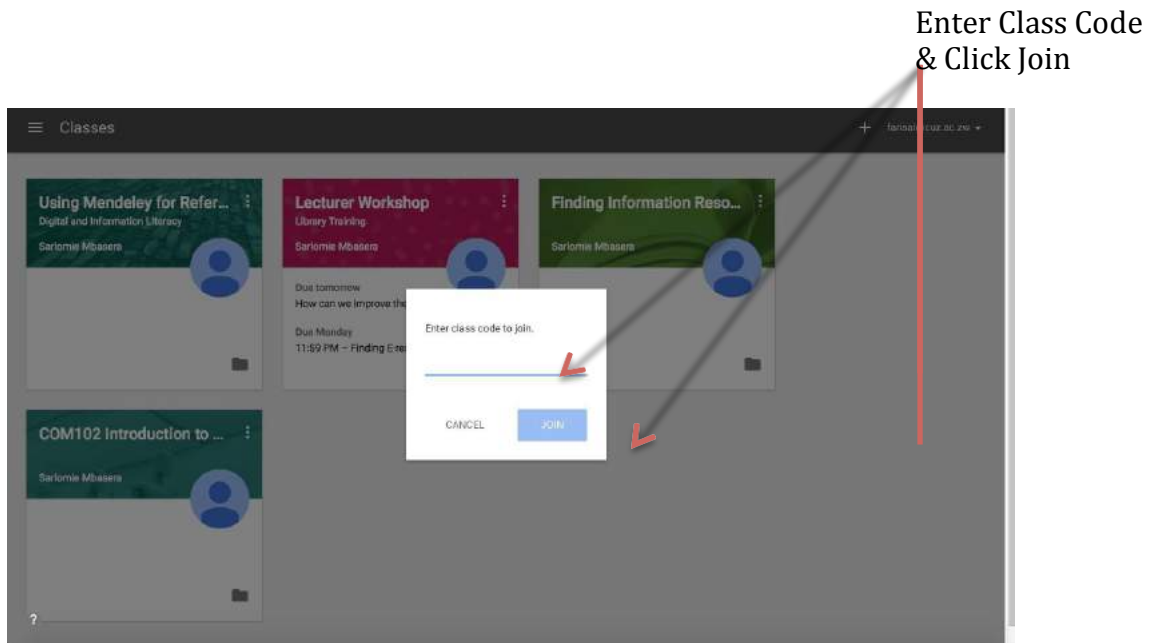 Enter Class Code
& Click Join
Classes
Using Mendeley for Refer...
Digital and Information Literacy
Sarlomie Mbasera
Lecturer Workshop
Library Training
Sarlomie Mbasera
Due tomorrow
How can we improve the
Due Monday
11:59 PM – Finding E-re
Finding Information Reso...
Sarlomie Mbasera
Enter class code to join.
CANCEL
JOIN
COM102 Introduction to ...
Sarlomie Mbasera
?